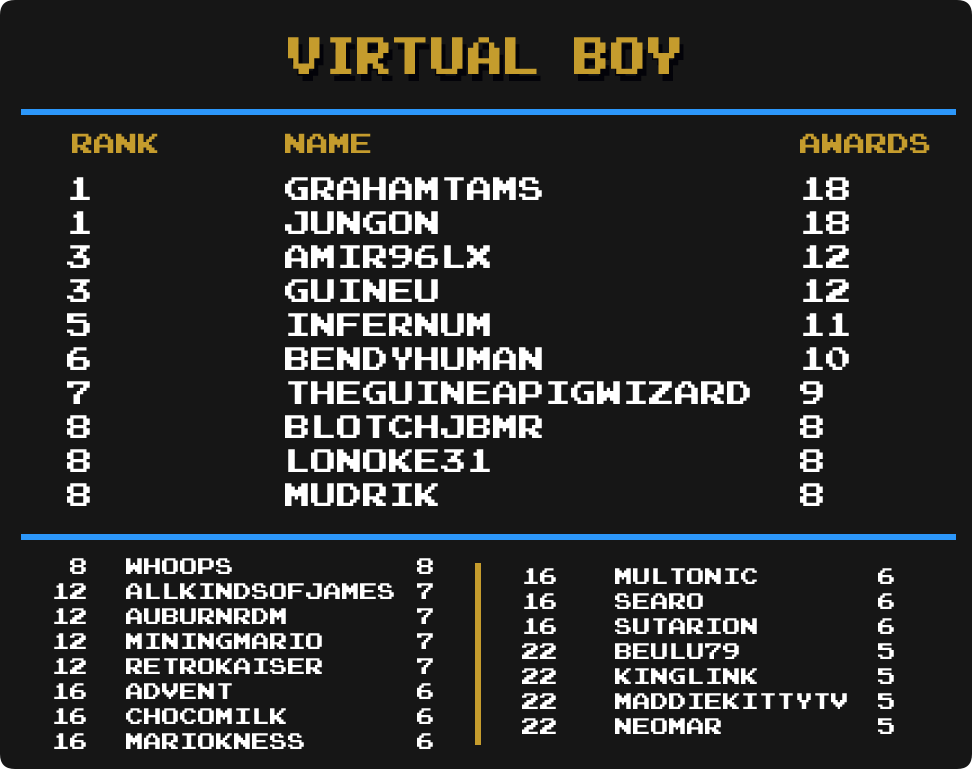 VIRTUAL BOY
RANK NAME AWARDS
1 GRAHAMTAMS 18
1 JUNGON 18
3 AMIR96LX 12
3 GUINEU 12
5 INFERNUM 11
6 BENDYHUMAN 10
7 THEGUINEAPIGWIZARD 9
8 BLOTCHJBMR 8
8 LONOKE31 8
8 MUDRIK 8
8 WHOOPS 8
12 ALLKINDSOFJAMES 7
12 AUBURNRDM 7
12 MININGMARIO 7
12 RETROKAISER 7
16 ADVENT 6
16 CHOCOMILK 6
16 MARIOKNESS 6
16 MULTONIC 6
16 SEARO 6
16 SUTARION 6
22 BEULU79 5
22 KINGLINK 5
22 MADDIEKITTYTV 5
22 NEOMAR 5